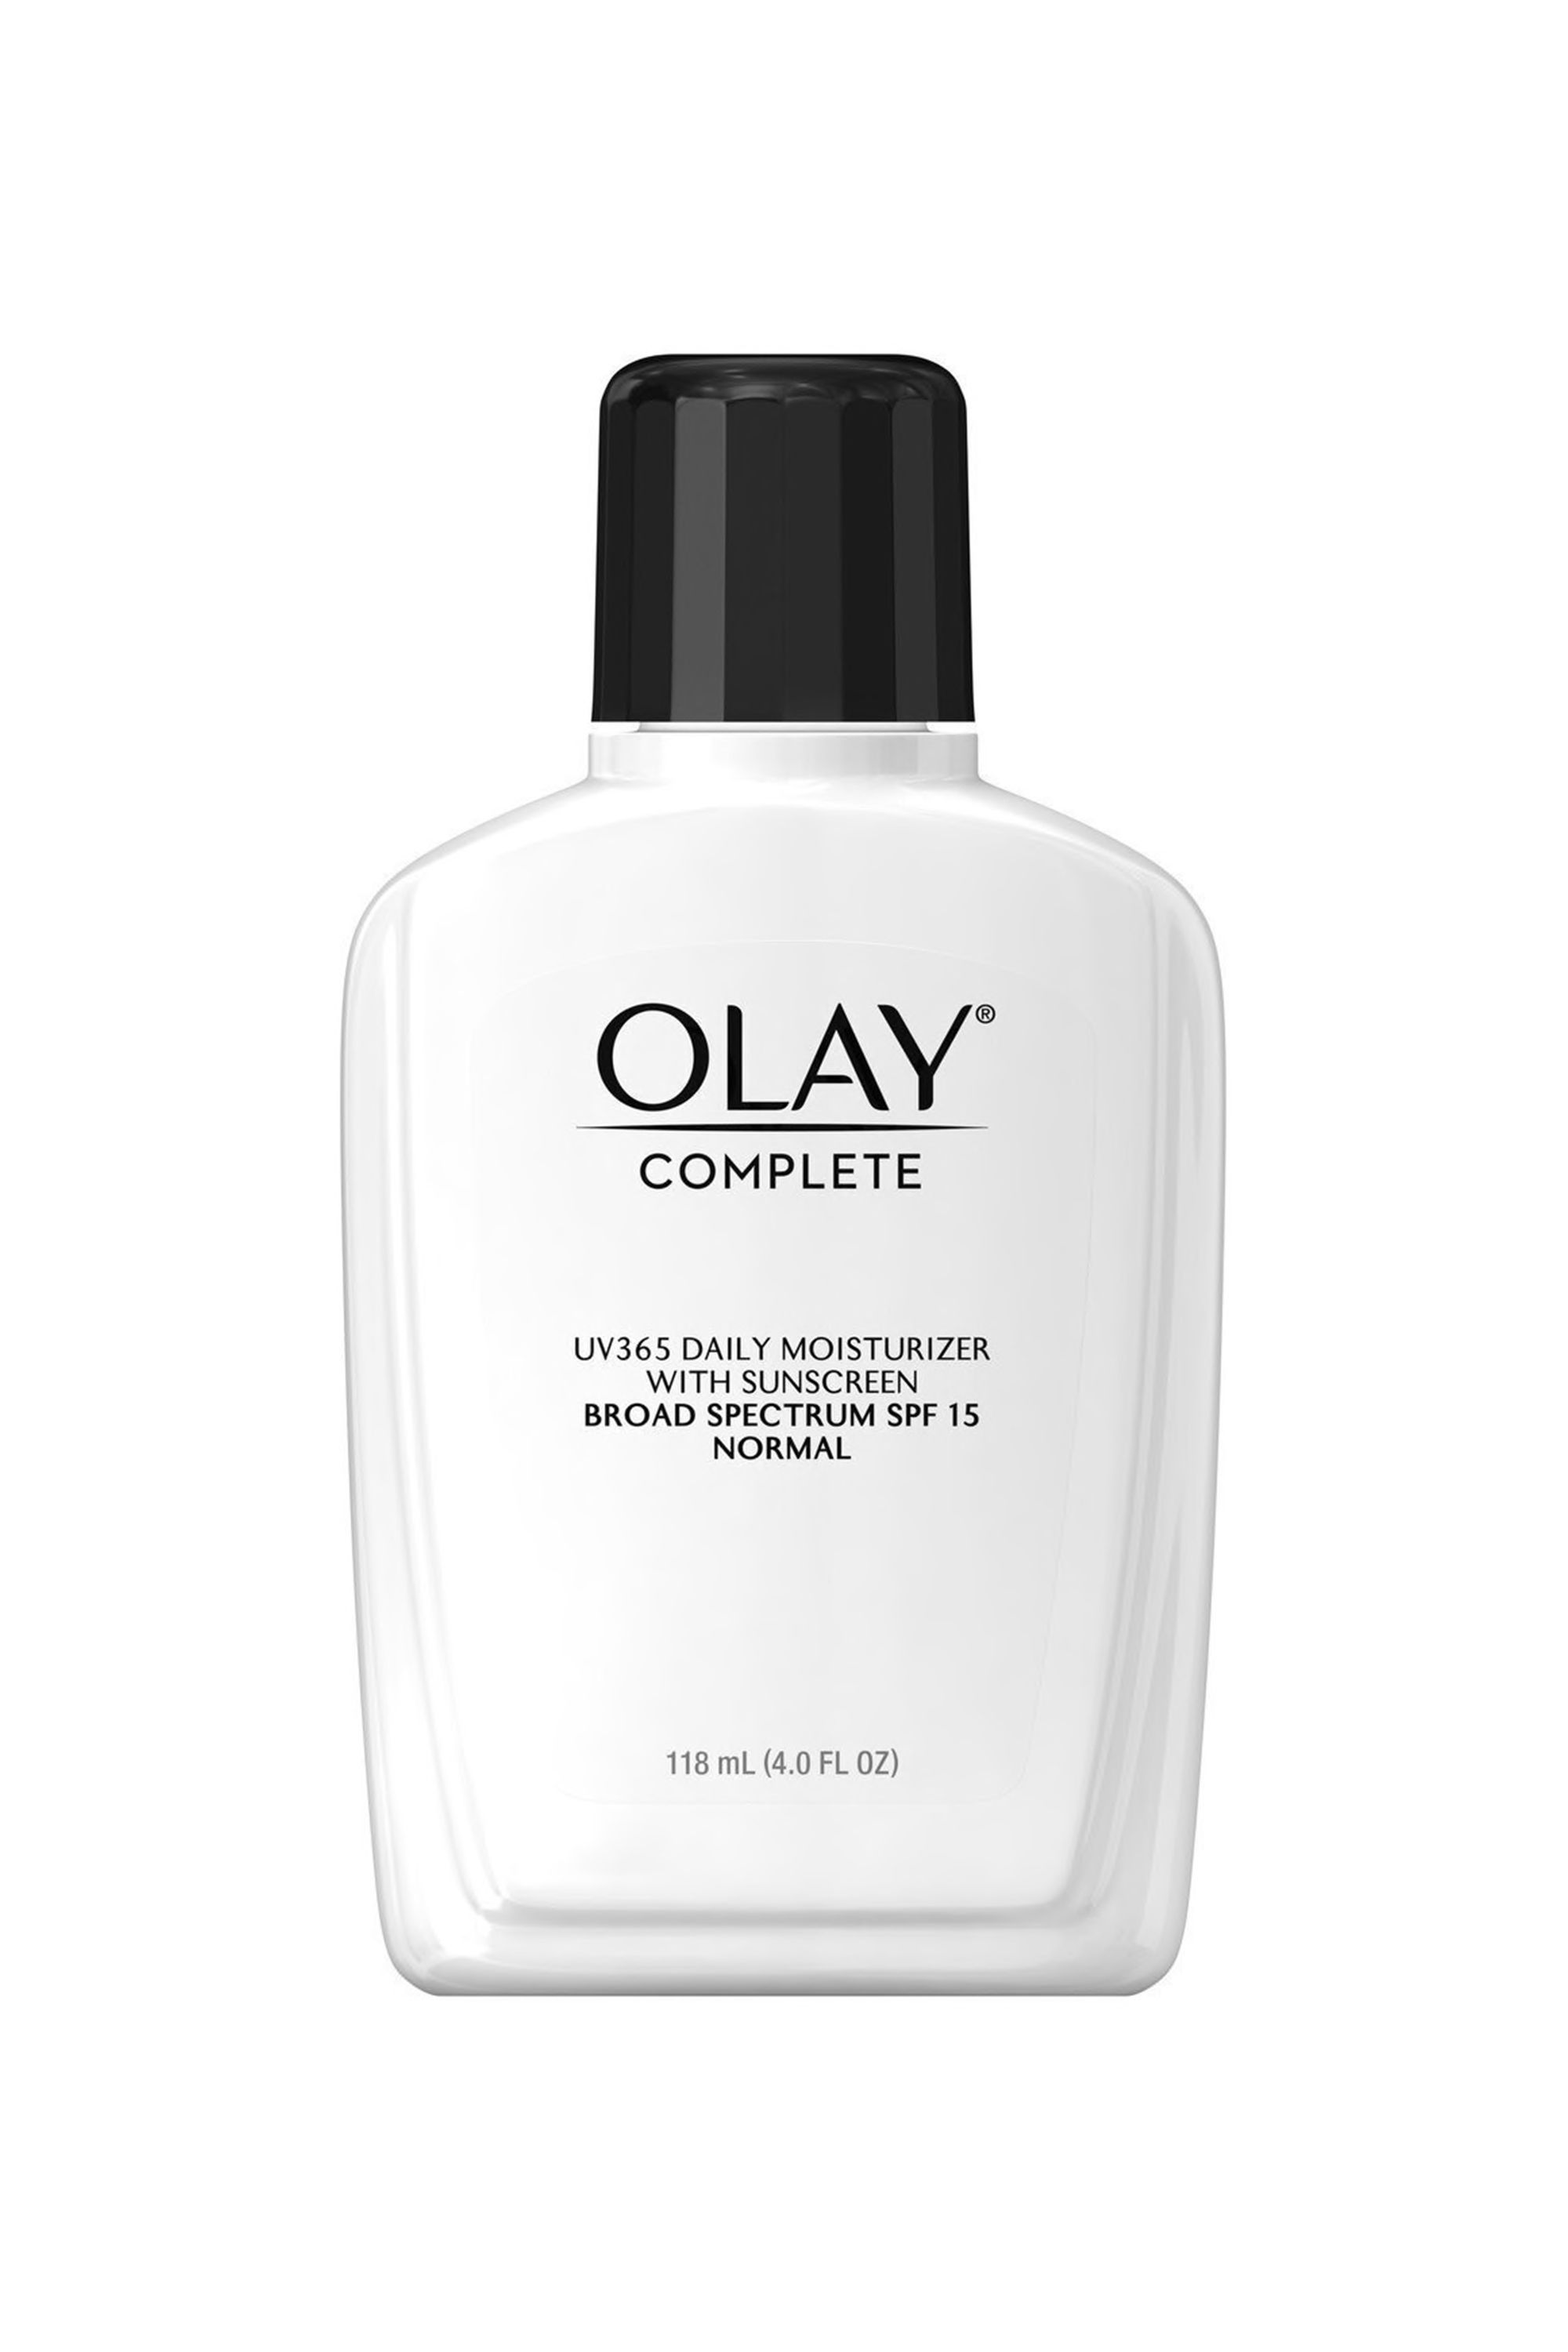 OLAY®
COMPLETE
UV365 DAILY MOISTURIZER
WITH SUNSCREEN
BROAD SPECTRUM SPF 15
NORMAL
118 mL (4.0 FL OZ)